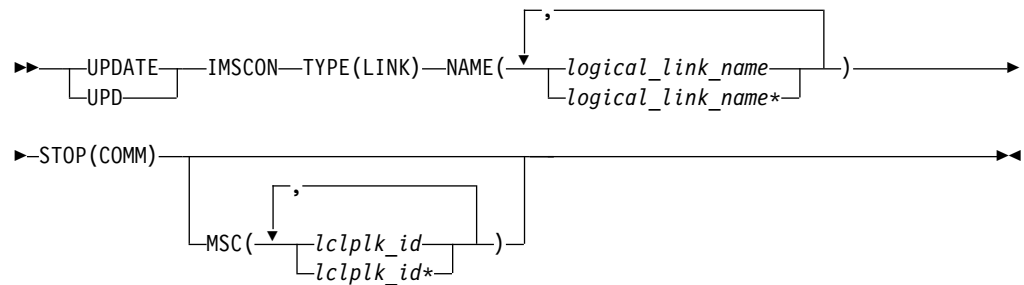 ,
UPDATE IMSCON TYPE(LINK) NAME( logical_link_name )
UPD logical_link_name*
STOP(COMM)
,
MSC( lclplk_id )
lclplk_id*